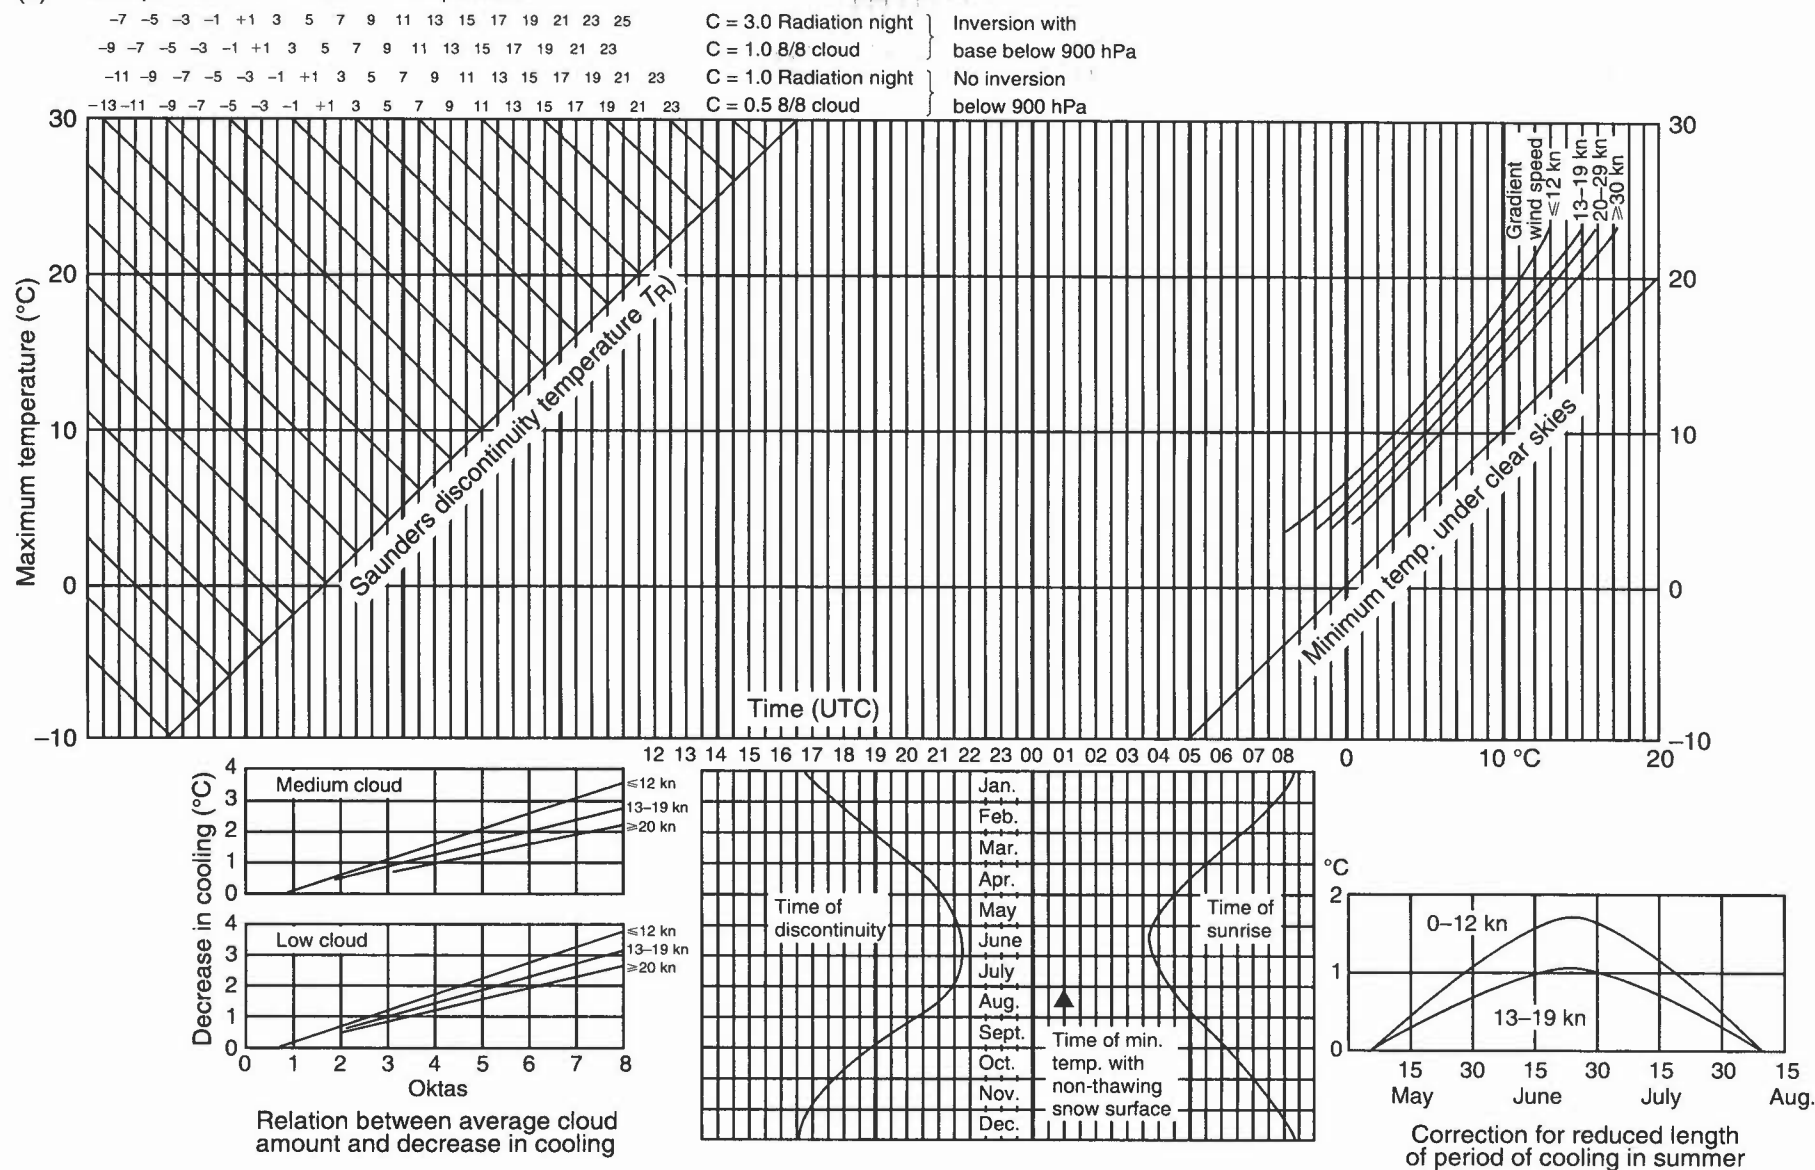 -7 -5 -3 -1 +1 3 5 7 9 11 13 15 17 19 21 23 25 C = 3.0 Radiation night Inversion with
-9 -7 -5 -3 -1 +1 3 5 7 9 11 13 15 17 19 21 23 C = 1.0 8/8 cloud base below 900 hPa
-11 -9 -7 -5 -3 -1 +1 3 5 7 9 11 13 15 17 19 21 23 C = 1.0 Radiation night No inversion
-13 -11 -9 -7 -5 -3 -1 +1 3 5 7 9 11 13 15 17 19 21 23 C = 0.5 8/8 cloud below 900 hPa
30
20
10
0
-10
Maximum temperature (°C)
Saunders discontinuity temperature TR)
Gradient
wind speed
≤12 kn
13–19 kn
20–29 kn
≥30 kn
30
20
10
0
-10
Minimum temp. under clear skies
Time (UTC)
12 13 14 15 16 17 18 19 20 21 22 23 00 01 02 03 04 05 06 07 08 0 10 °C 20
Decrease in cooling (°C)
4
3
2
1
0
Medium cloud
≤12 kn
13–19 kn
≥20 kn
4
3
2
1
0
Low cloud
≤12 kn
13–19 kn
≥20 kn
0 1 2 3 4 5 6 7 8
Oktas
Relation between average cloud
amount and decrease in cooling
Jan.
Feb.
Mar.
Apr.
May
June
July
Aug.
Sept.
Oct.
Nov.
Dec.
Time of
discontinuity
Time of
sunrise
Time of min.
temp. with
non-thawing
snow surface
°C
2
1
0
0–12 kn
13–19 kn
15 30 15 30 15 30 15
May June July Aug.
Correction for reduced length
of period of cooling in summer